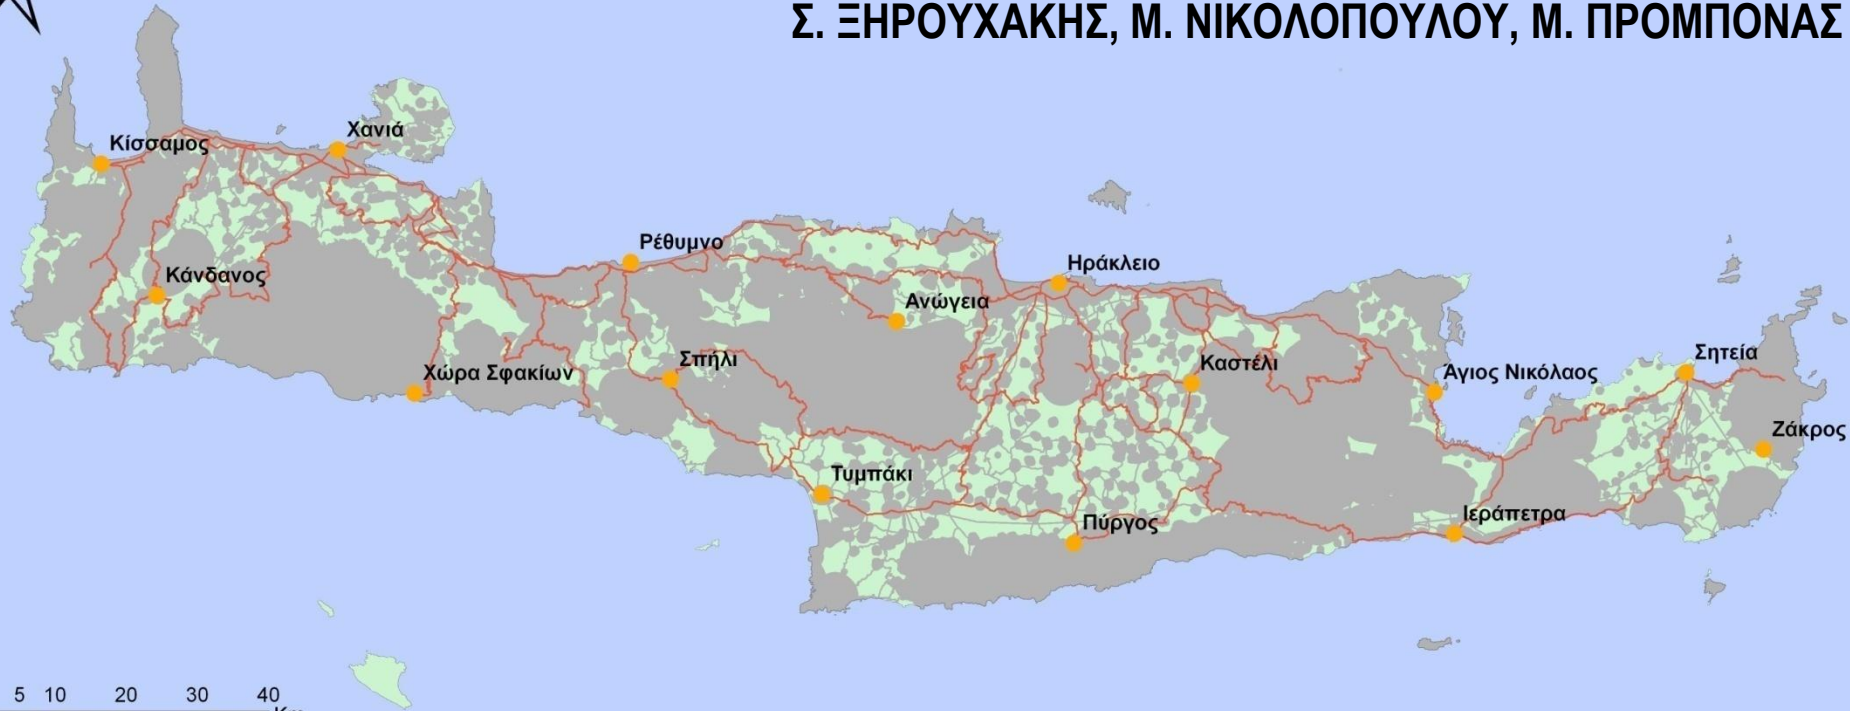 Σ. ΞΗΡΟΥΧΑΚΗΣ, Μ. ΝΙΚΟΛΟΠΟΥΛΟΥ, Μ. ΠΡΟΜΠΟΝΑΣ
Χανιά
Κίσσαμος
Ρέθυμνο
Ηράκλειο
Κάνδανος
Ανώγεια
Σητεία
Σπήλι
Καστέλι
Χώρα Σφακίων
Άγιος Νικόλαος
Ζάκρος
Τυμπάκι
Ιεράπετρα
Πύργος
5 10 20 30 40